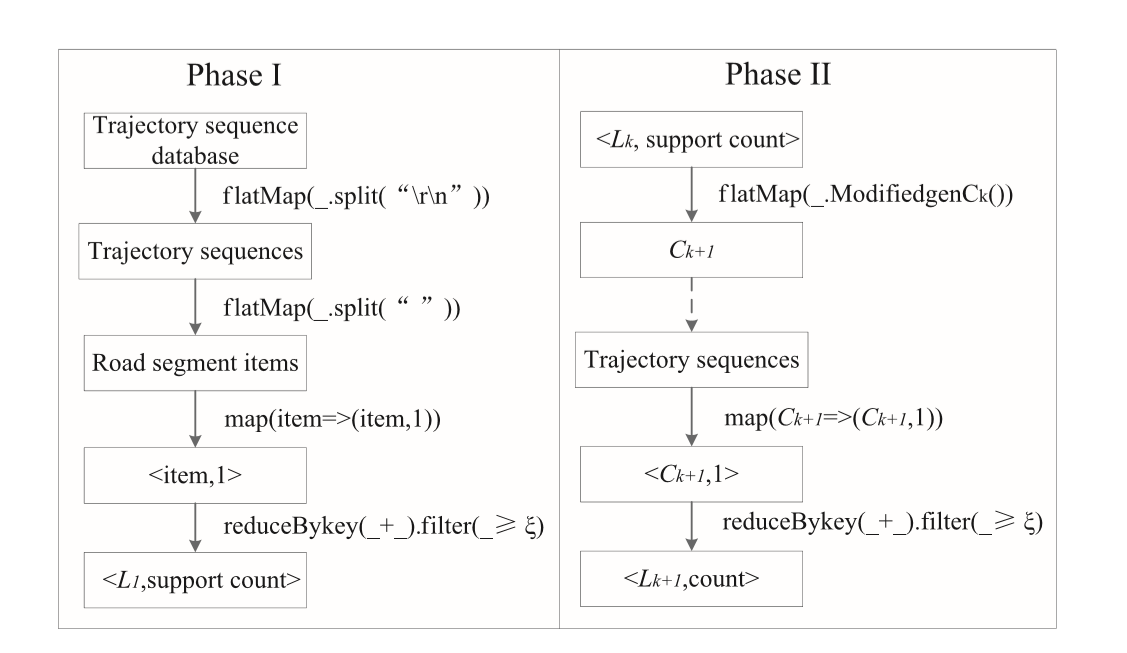 Phase I
Trajectory sequence
database
flatMap(_.split( “\r\n” ))
Trajectory sequences
flatMap(_.split( “ ” ))
Road segment items
map(item=>(item,1))
<item,1>
reduceBykey(_+_).filter(_≥ ξ)
<L1,support count>
Phase II
<Lk, support count>
flatMap(_.ModifiedgenCk())
Ck+1
Trajectory sequences
map(Ck+1=>(Ck+1,1))
<Ck+1,1>
reduceBykey(_+_).filter(_≥ ξ)
<Lk+1,count>